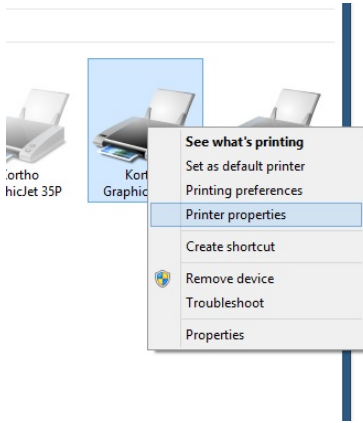 ortho
hicJet 35P
Kort
Graphic
See what's printing
Set as default printer
Printing preferences
Printer properties
Create shortcut
Remove device
Troubleshoot
Properties